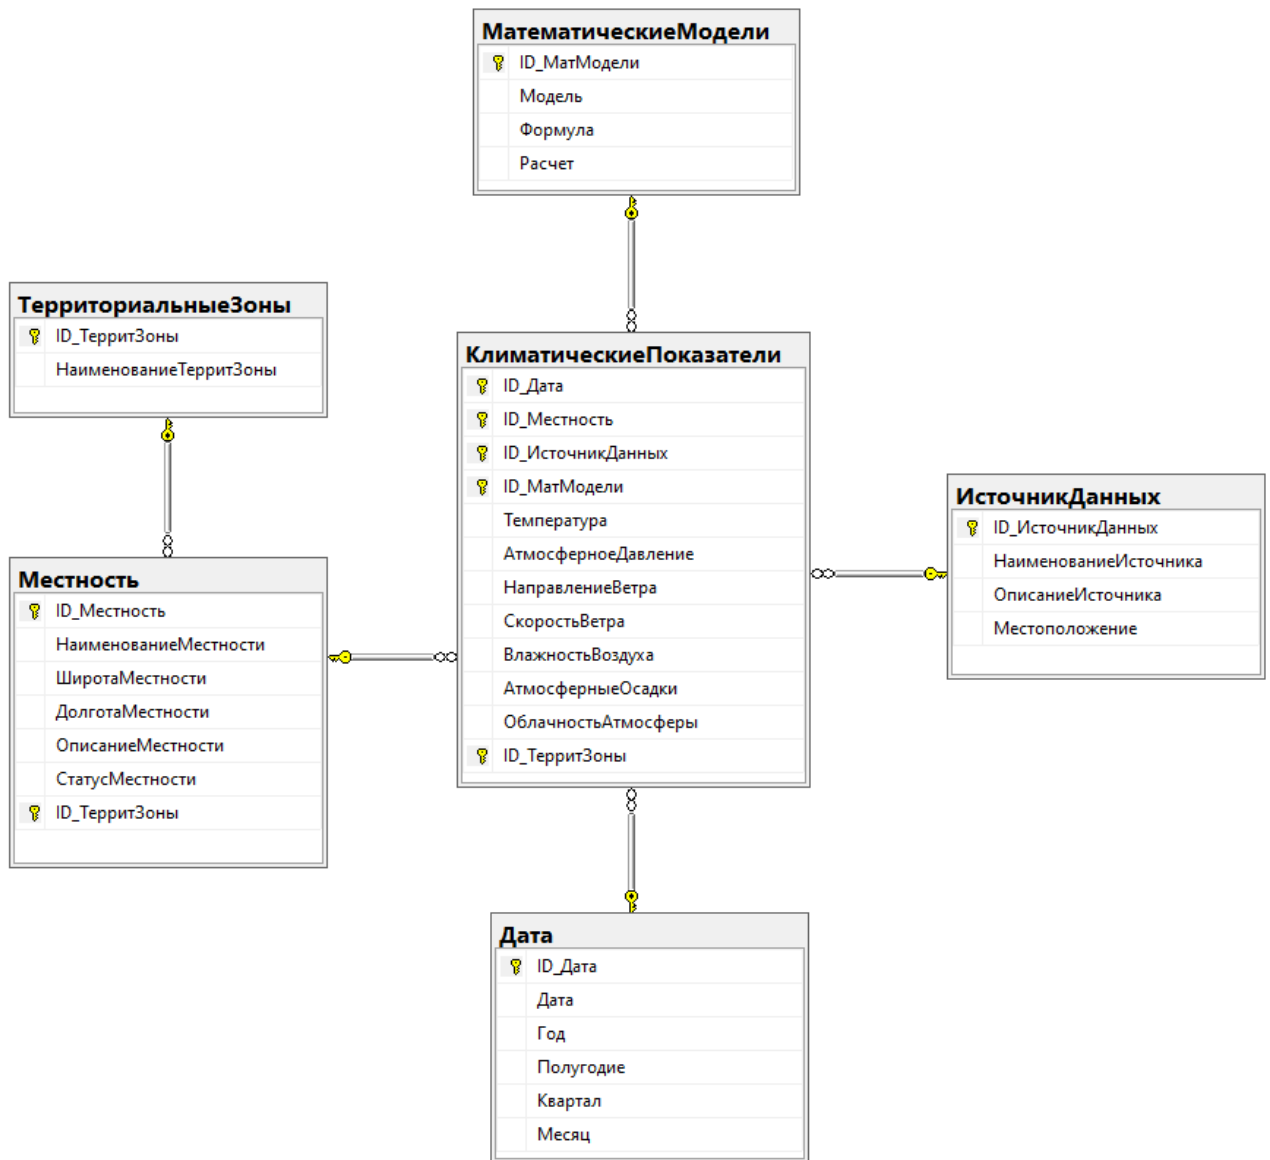 МатематическиеМодели
ID_МатМодели
Модель
Формула
Расчет
ТерриториальныеЗоны
ID_ТерритЗоны
НаименованиеТерритЗоны
КлиматическиеПоказатели
ID_Дата
ID_Местность
ID_ИсточникДанных
ID_МатМодели
Температура
АтмосферноеДавление
НаправлениеВетра
СкоростьВетра
ВлажностьВоздуха
АтмосферныеОсадки
ОблачностьАтмосферы
ID_ТерритЗоны
ИсточникДанных
ID_ИсточникДанных
НаименованиеИсточника
ОписаниеИсточника
Местоположение
Местность
ID_Местность
НаименованиеМестности
ШиротаМестности
ДолготаМестности
ОписаниеМестности
СтатусМестности
ID_ТерритЗоны
Дата
ID_Дата
Дата
Год
Полугодие
Квартал
Месяц